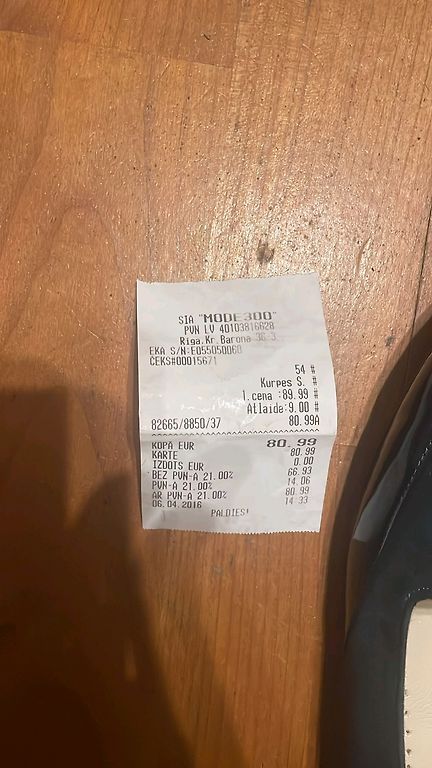 SIA "MODE300"
PVN LV 40103816628
Riga.Kr.Barona 36-3
EKA S/N:E055050060
ČEKS#00015671
54 #
Kurpes S. #
1.cena :89.99 #
Atlaide:9.00 #
82665/8850/37 80.99A
KOPĀ EUR 80.99
KARTE 80.99
IZDOTS EUR 0.00
BEZ PVN-A 21.00% 66.93
PVN-A 21.00% 14.06
AR PVN-A 21.00% 80.99
06.04.2016 14:33
PALDIES!